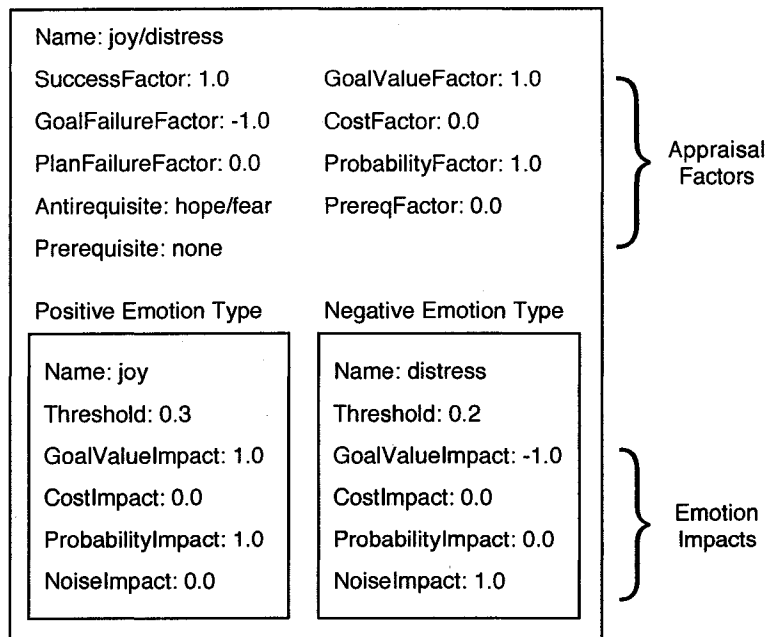 Name: joy/distress
SuccessFactor: 1.0
GoalValueFactor: 1.0
GoalFailureFactor: -1.0
CostFactor: 0.0
PlanFailureFactor: 0.0
ProbabilityFactor: 1.0
Antirequisite: hope/fear
PrereqFactor: 0.0
Prerequisite: none
Appraisal
Factors
Positive Emotion Type
Name: joy
Threshold: 0.3
GoalValueImpact: 1.0
CostImpact: 0.0
ProbabilityImpact: 1.0
NoiseImpact: 0.0
Negative Emotion Type
Name: distress
Threshold: 0.2
GoalValueImpact: -1.0
CostImpact: 0.0
ProbabilityImpact: 0.0
NoiseImpact: 1.0
Emotion
Impacts